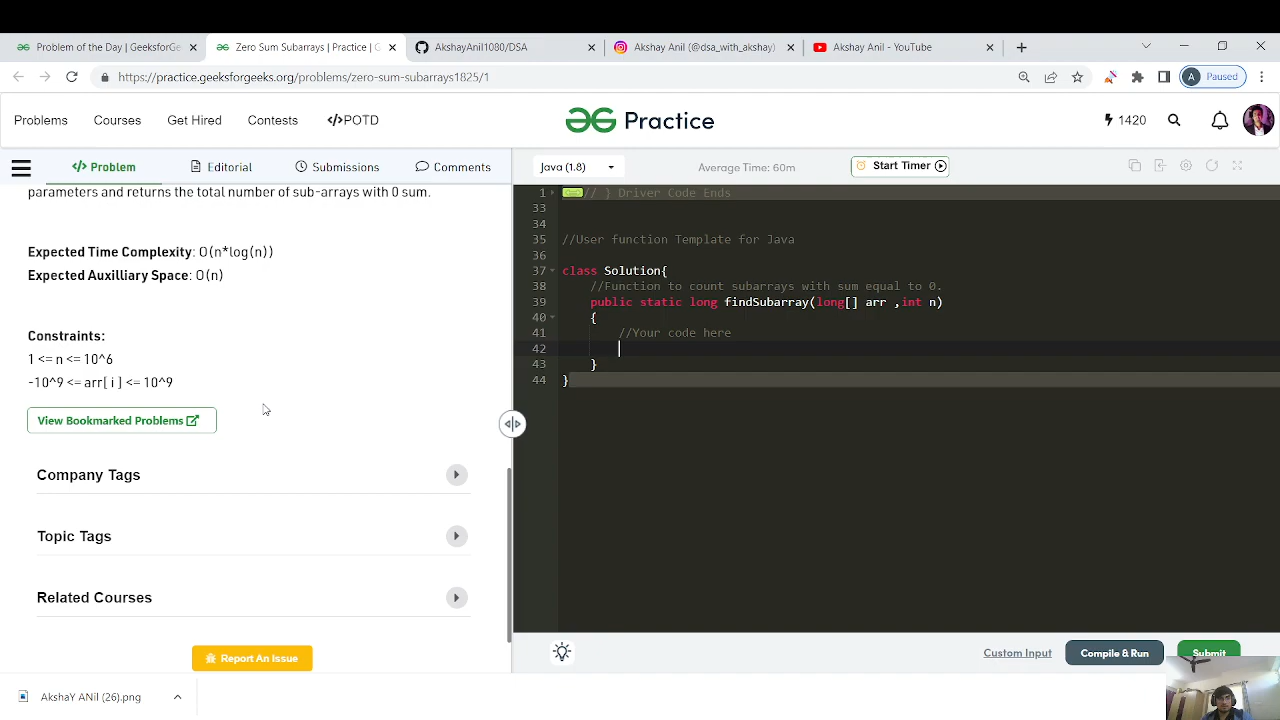 Problem of the Day | GeeksforG
Zero Sum Subarrays | Practice | G
AkshayAnil1080/DSA
Akshay Anil (@dsa_with_akshay)
Akshay Anil - YouTube
https://practice.geeksforgeeks.org/problems/zero-sum-subarrays1825/1
A Paused
Problems
Courses
Get Hired
Contests
</>POTD
Practice
1420
</> Problem
Editorial
Submissions
Comments
Java (1.8)
Average Time: 60m
Start Timer
parameters and returns the total number of sub-arrays with 0 sum.
Expected Time Complexity: O(n*log(n))
Expected Auxilliary Space: O(n)
Constraints:
1 <= n <= 10^6
-10^9 <= arr[ i ] <= 10^9
View Bookmarked Problems
Company Tags
Topic Tags
Related Courses
Report An Issue
1 // } Driver Code Ends
33
34
35 //User function Template for Java
36
37 class Solution{
38 //Function to count subarrays with sum equal to 0.
39 public static long findSubarray(long[] arr ,int n)
40 {
41 //Your code here
42
43 }
44 }
Custom Input
Compile & Run
Submit
AkshaY ANil (26).png